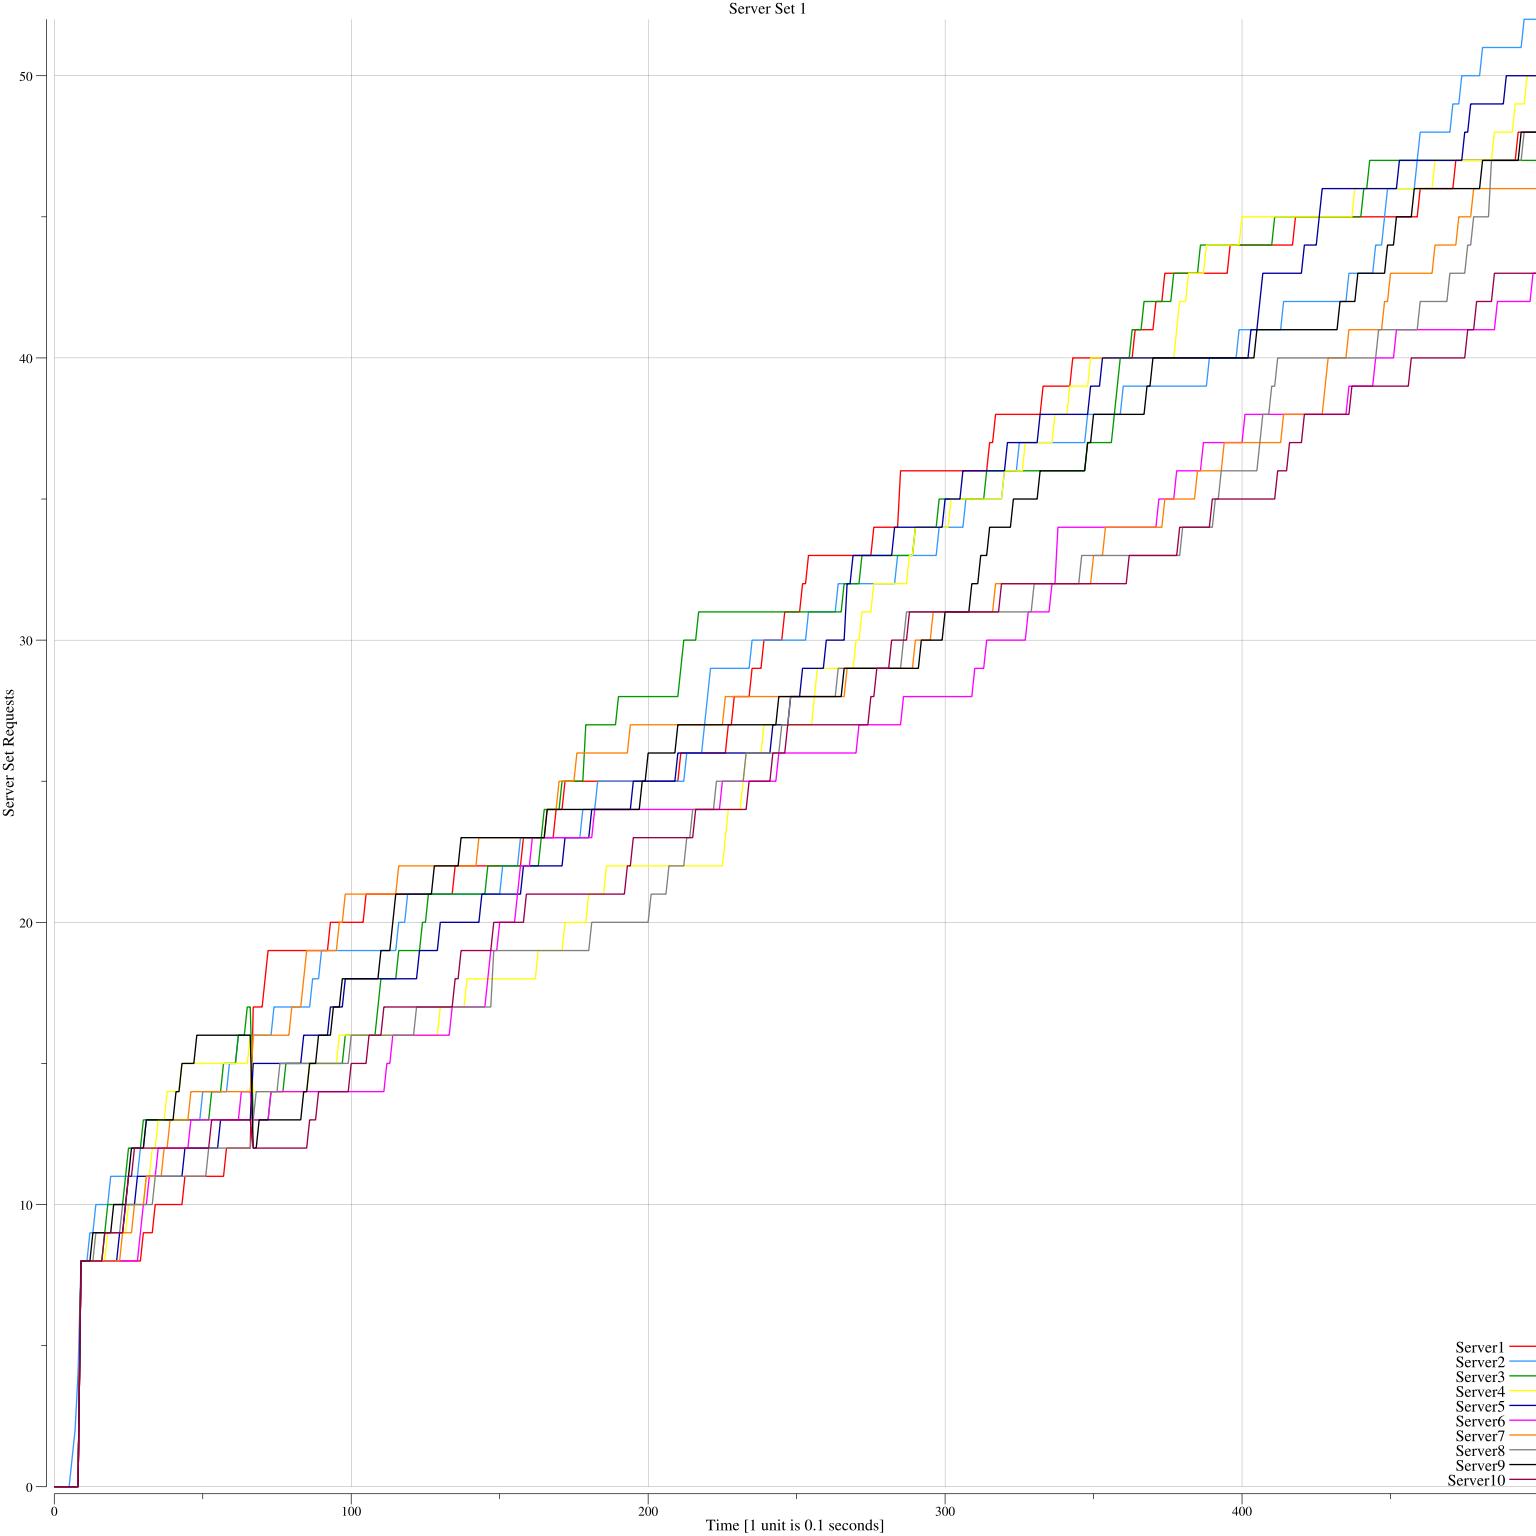 Server Set 1
50
40
30
20
10
0
Server Set Requests
Server1
Server2
Server3
Server4
Server5
Server6
Server7
Server8
Server9
Server10
0 100 200 300 400
Time [1 unit is 0.1 seconds]